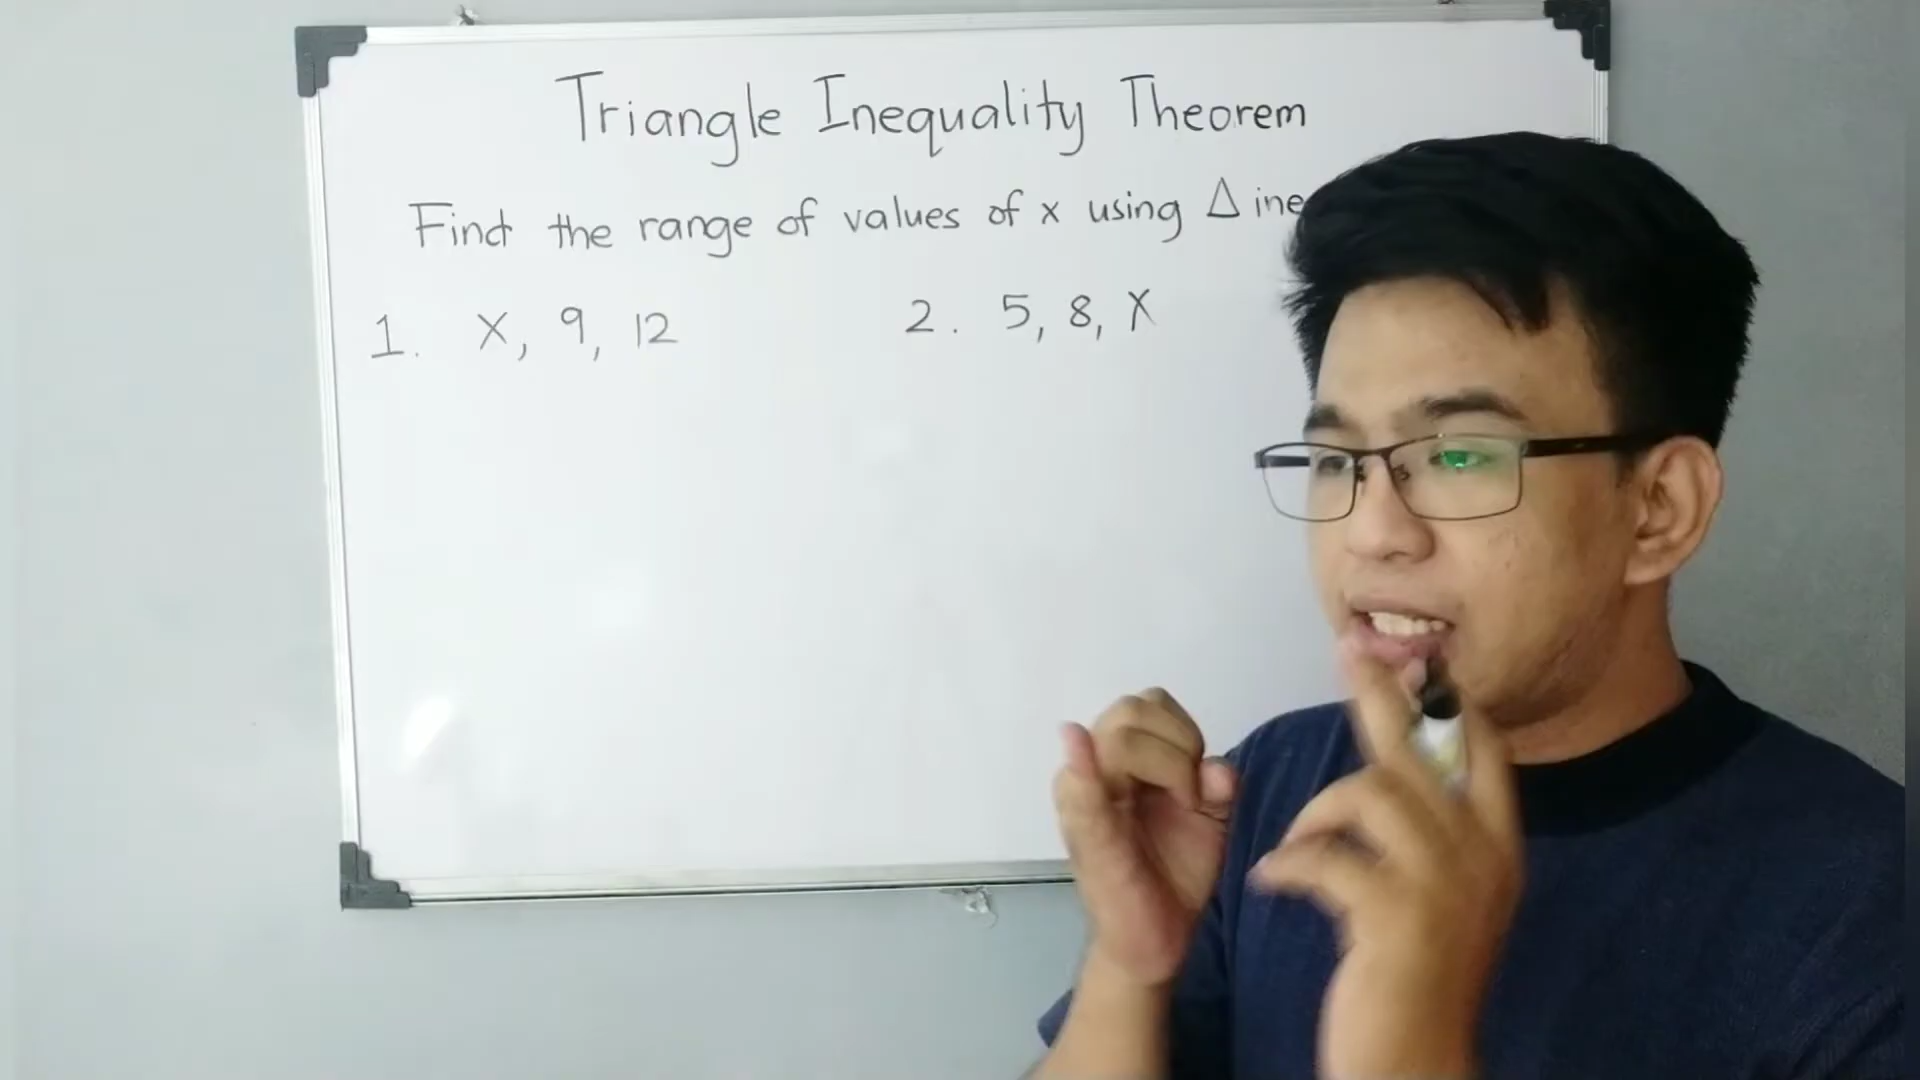 Triangle Inequality Theorem
Find the range of values of x using Δ ine
1. X, 9, 12
2. 5, 8, X